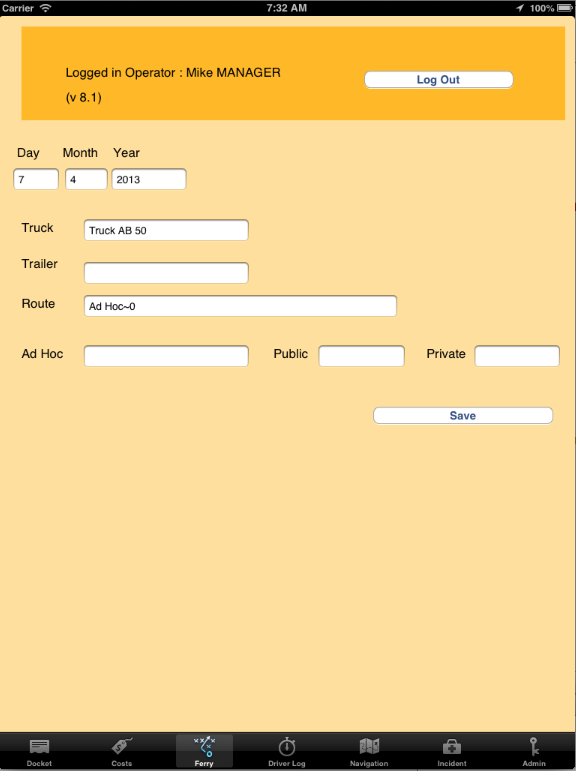 Carrier 7:32 AM 100%
Logged in Operator : Mike MANAGER
Log Out
(v 8.1)
Day Month Year
7 4 2013
Truck Truck AB 50
Trailer
Route Ad Hoc~0
Ad Hoc Public Private
Save
Docket Costs Ferry Driver Log Navigation Incident Admin